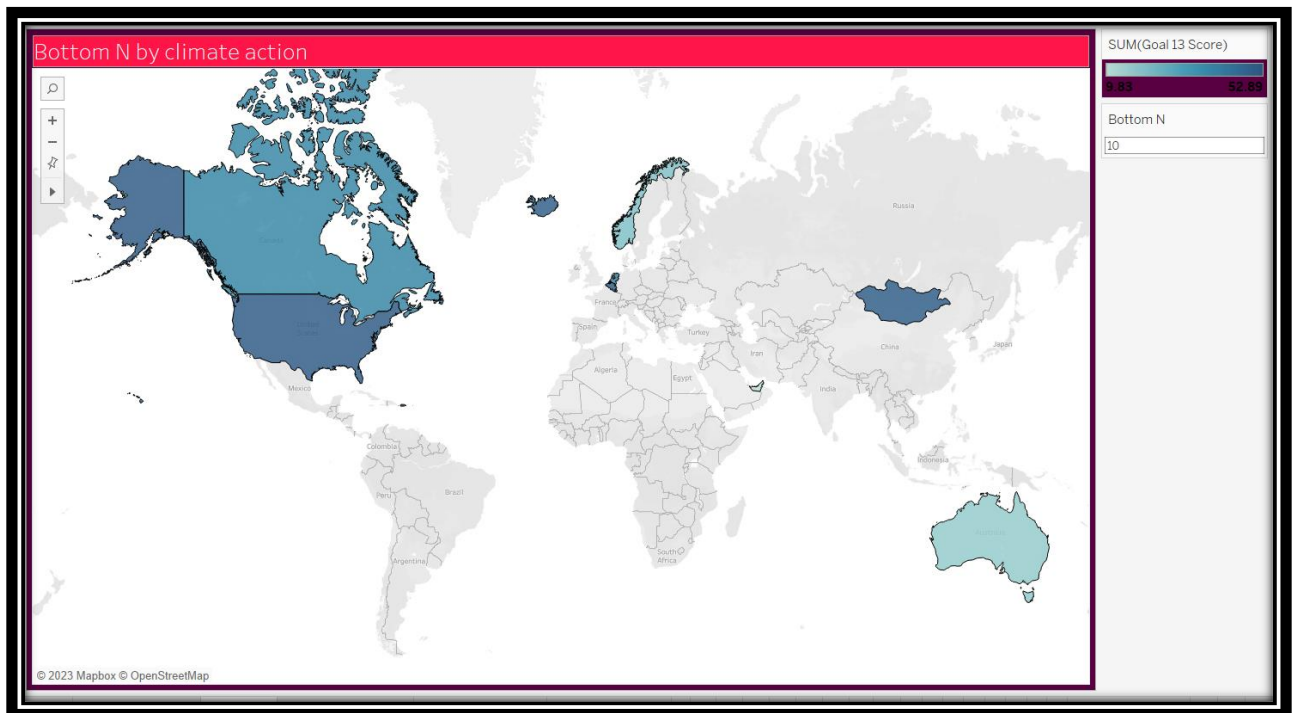 Bottom N by climate action
SUM(Goal 13 Score)
9.83 52.89
Bottom N
10
Russia
France
Spain
Turkey
China
Japan
Iran
Algeria
Egypt
India
Mexico
Colombia
Indonesia
Peru
Brazil
South
Africa
Argentina
© 2023 Mapbox © OpenStreetMap